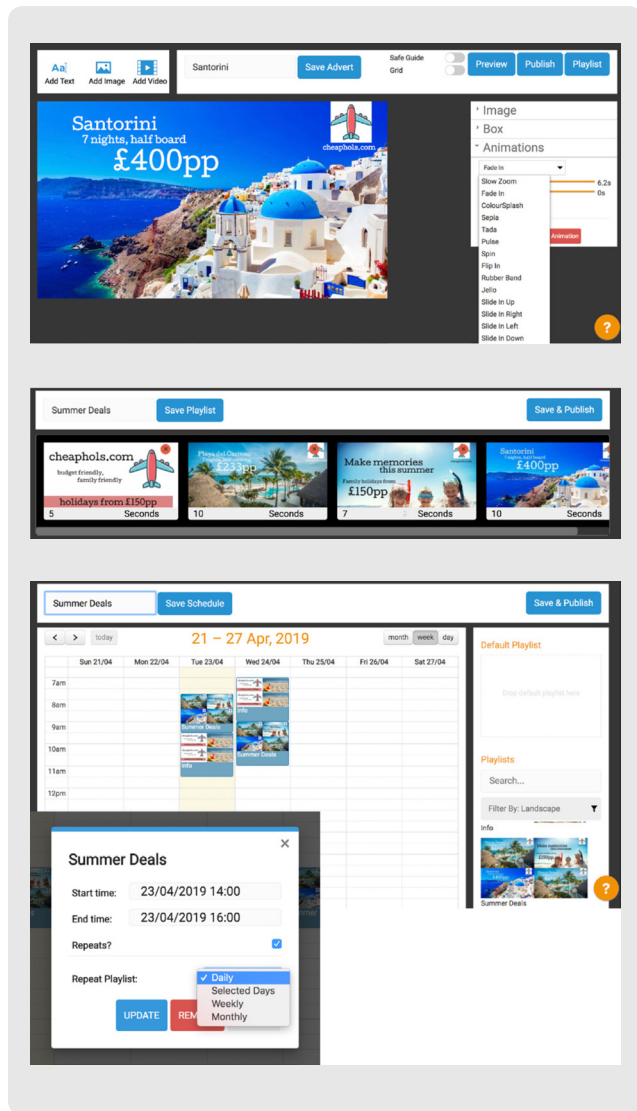 Aa
Add Text
Add Image
Add Video
Santorini
Save Advert
Safe Guide
Grid
Preview
Publish
Playlist
Santorini
7 nights, half board
£400pp
cheaphols.com
Image
Box
Animations
Fade In
6.2s
0s
Animation
Slow Zoom
Fade In
ColourSplash
Sepia
Tada
Pulse
Spin
Flip In
Rubber Band
Jello
Slide In Up
Slide In Right
Slide In Left
Slide In Down
?
Summer Deals
Save Playlist
Save & Publish
cheaphols.com
budget friendly,
family friendly
holidays from £150pp
5 Seconds
Playa del Carmen
£233pp
10 Seconds
Make memories
this summer
Family holidays from
£150pp
7 Seconds
Santorini
7 nights, half board
£400pp
10 Seconds
Summer Deals
Save Schedule
Save & Publish
< > today
21 – 27 Apr, 2019
month week day
Sun 21/04 Mon 22/04 Tue 23/04 Wed 24/04 Thu 25/04 Fri 26/04 Sat 27/04
7am
8am
9am
10am
11am
12pm
Info
Summer Deals
Summer Deals
Info
Default Playlist
Drop default playlist here
Playlists
Search...
Filter By: Landscape
Info
Summer Deals
?
×
Summer Deals
Start time: 23/04/2019 14:00
End time: 23/04/2019 16:00
Repeats?
Repeat Playlist:
✓ Daily
Selected Days
Weekly
Monthly
UPDATE